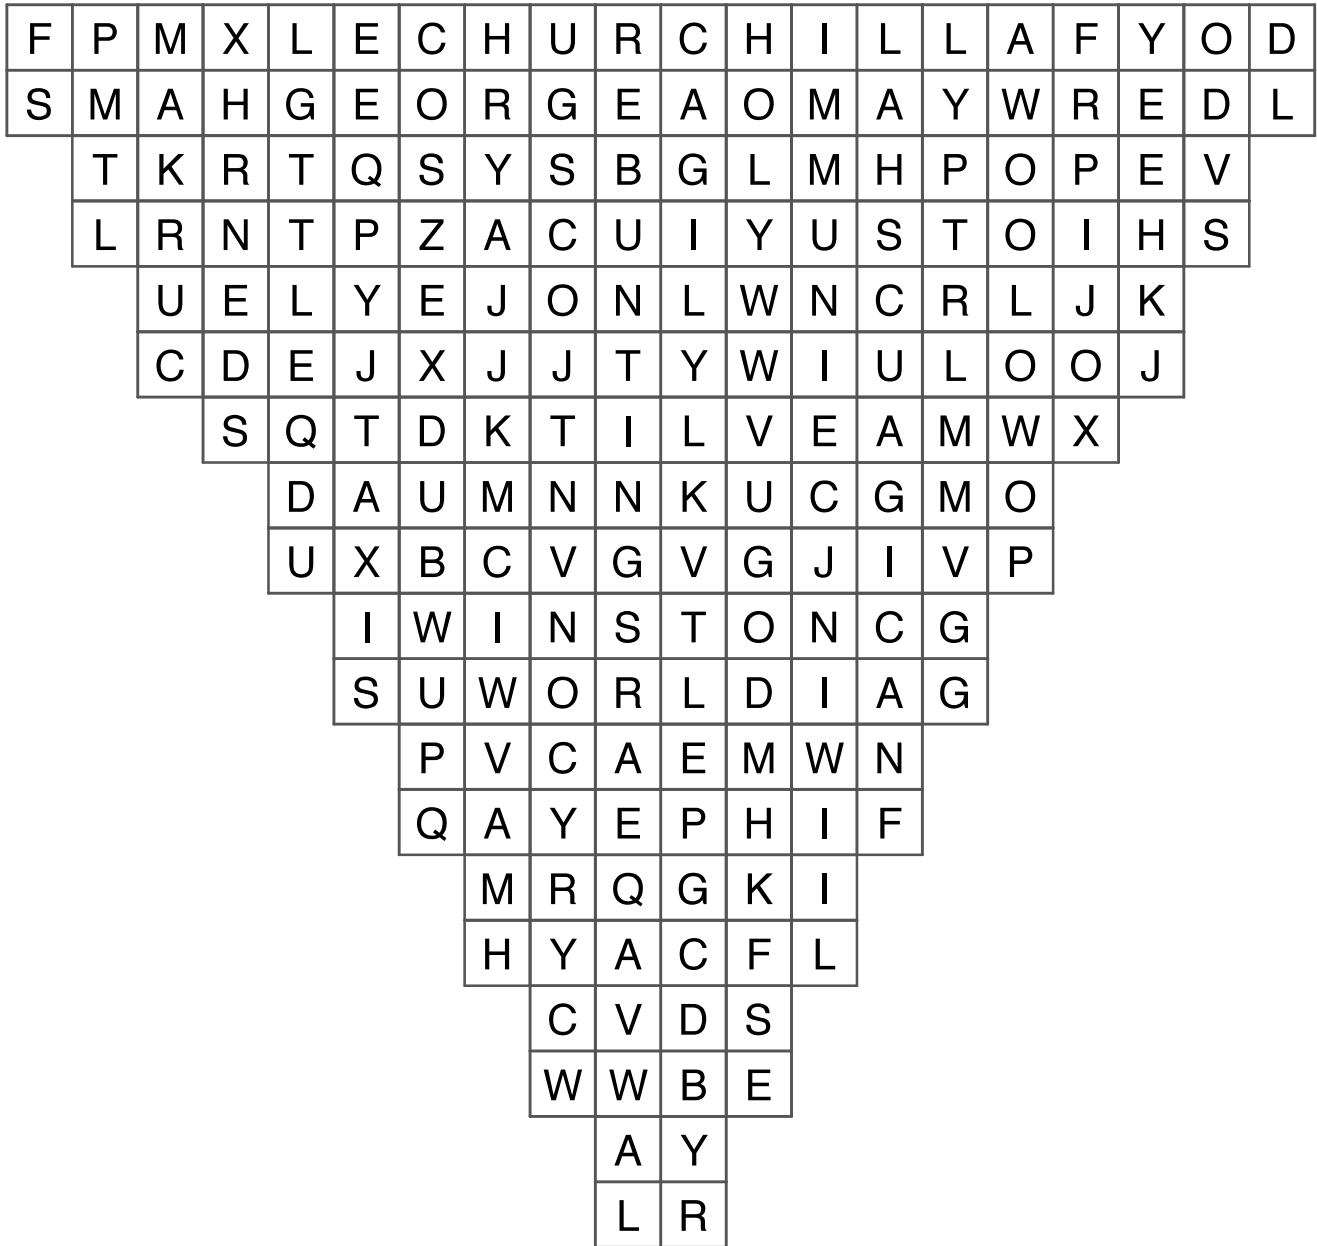 F P M X L E C H U R C H I L L A F Y O D
S M A H G E O R G E A O M A Y W R E D L
T K R T Q S Y S B G L M H P O P E V
L R N T P Z A C U I Y U S T O I H S
U E L Y E J O N L W N C R L J K
C D E J X J J T Y W I U L O O J
S Q T D K T I L V E A M W X
D A U M N N K U C G M O
U X B C V G V G J I V P
I W I N S T O N C G
S U W O R L D I A G
P V C A E M W N
Q A Y E P H I F
M R Q G K I
H Y A C F L
C V D S
W W B E
A Y
L R